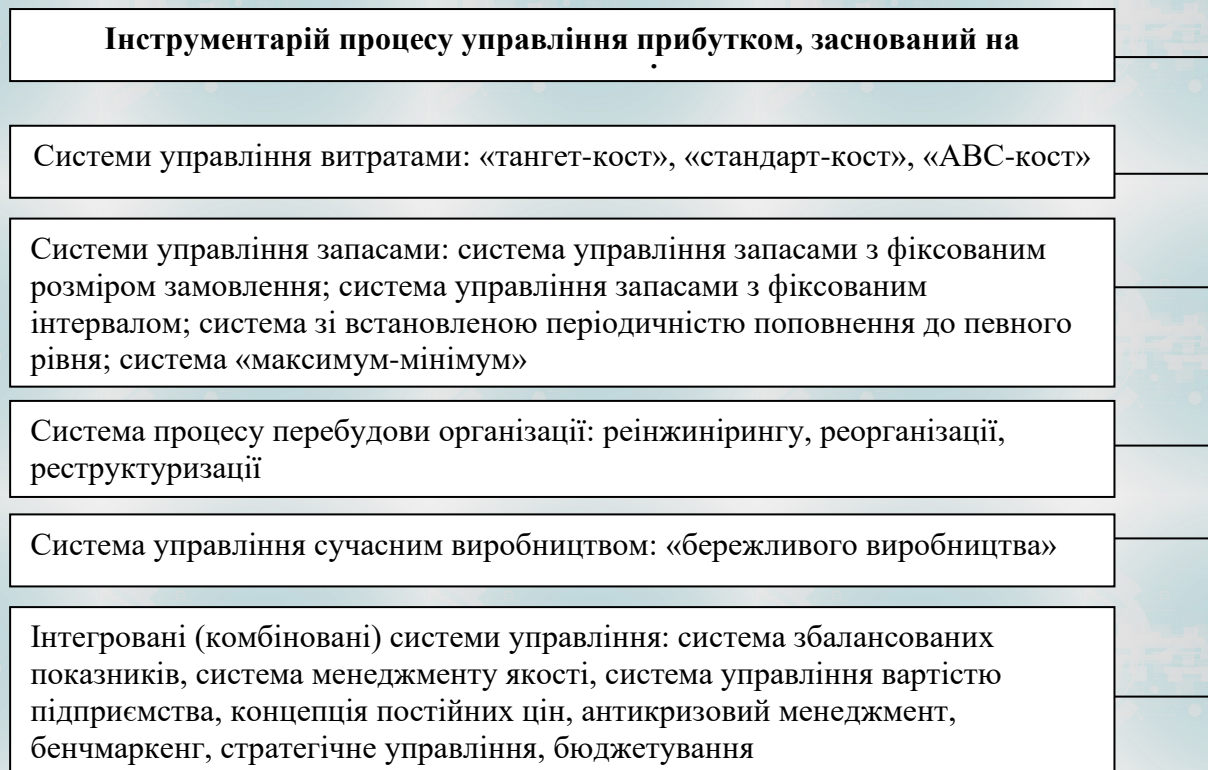 Інструментарій процесу управління прибутком, заснований на
Системи управління витратами: «тангет-кост», «стандарт-кост», «АВС-кост»
Системи управління запасами: система управління запасами з фіксованим
розміром замовлення; система управління запасами з фіксованим
інтервалом; система зі встановленою періодичністю поповнення до певного
рівня; система «максимум-мінімум»
Система процесу перебудови організації: реінжинірингу, реорганізації,
реструктуризації
Система управління сучасним виробництвом: «бережливого виробництва»
Інтегровані (комбіновані) системи управління: система збалансованих
показників, система менеджменту якості, система управління вартістю
підприємства, концепція постійних цін, антикризовий менеджмент,
бенчмаркенг, стратегічне управління, бюджетування